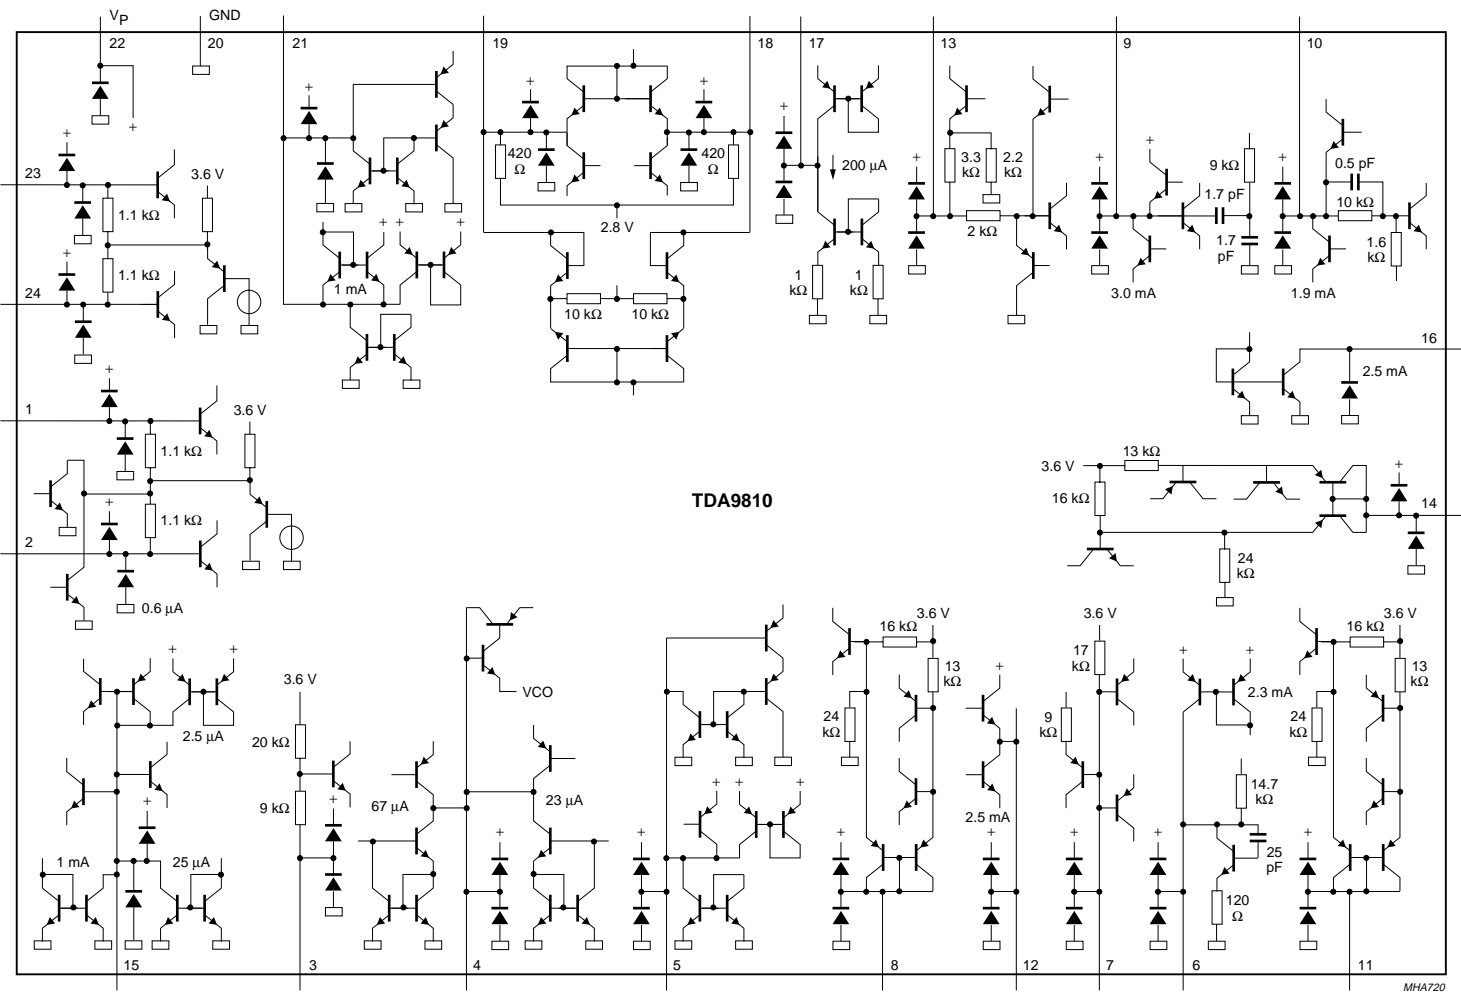 VP GND
22 20 21 19 18 17 13 9 10
+ + + + + +
+
+ + + + + + +
23 3.6 V 420 Ω 420 Ω 200 µA 3.3 kΩ 2.2 kΩ 9 kΩ 0.5 pF
1.1 kΩ 2.8 V 2 kΩ 1.7 pF 10 kΩ
+ + + 1.7 pF 1.6 kΩ
24 1.1 kΩ 1 mA 1 kΩ 1 kΩ 3.0 mA 1.9 mA
10 kΩ 10 kΩ
16
+ 2.5 mA
1 3.6 V
1.1 kΩ 13 kΩ
3.6 V +
16 kΩ
TDA9810
+ 1.1 kΩ 14
2
24 kΩ
0.6 µA
3.6 V 3.6 V 3.6 V
16 kΩ 16 kΩ
+ + + 17 kΩ + +
3.6 V VCO 13 kΩ 2.3 mA 13 kΩ
2.5 µA 24 kΩ 9 kΩ 24 kΩ
20 kΩ
+ + + 14.7 kΩ
9 kΩ + + 67 µA 23 µA 2.5 mA
+ + + + + + +
1 mA 25 µA 25 pF
120 Ω
15 3 4 5 8 12 7 6 11
MHA720